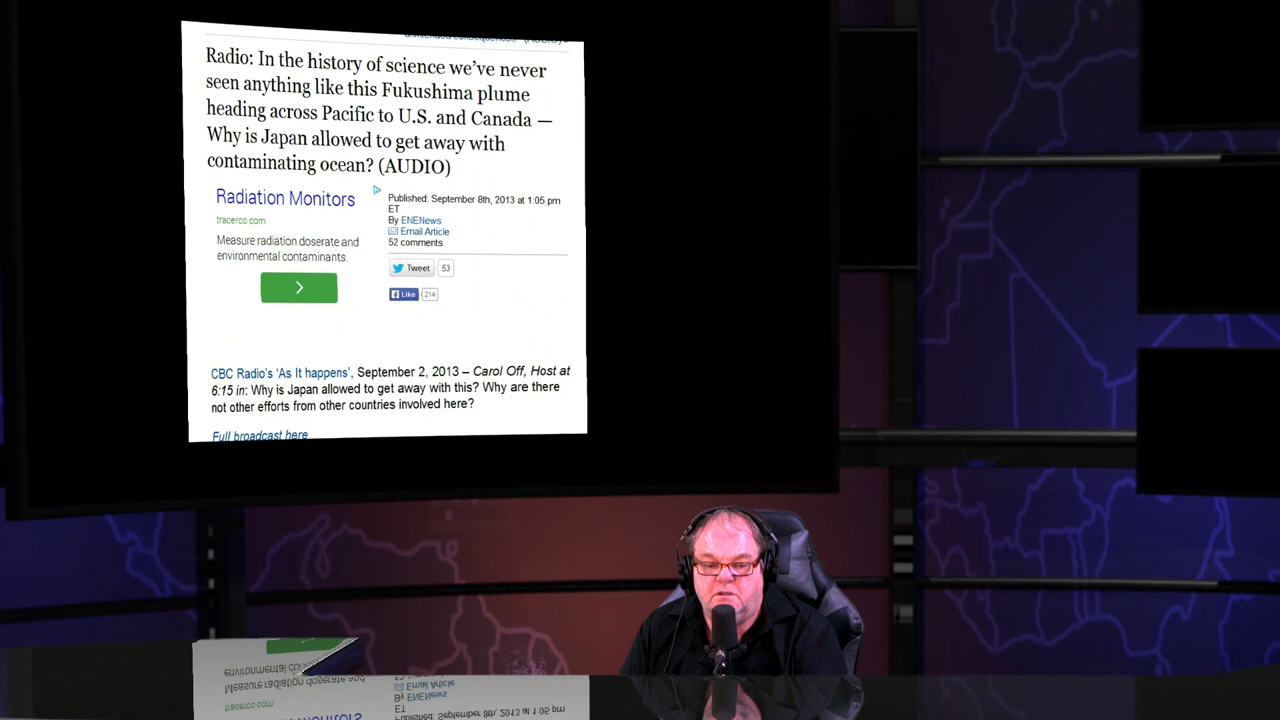 Radio: In the history of science we've never
seen anything like this Fukushima plume
heading across Pacific to U.S. and Canada —
Why is Japan allowed to get away with
contaminating ocean? (AUDIO)
Radiation Monitors
tracerco.com
Measure radiation doserate and
environmental contaminants.
Published: September 8th, 2013 at 1:05 pm
ET
By ENENews
Email Article
52 comments
Tweet 53
Like 214
CBC Radio's 'As It happens', September 2, 2013 – Carol Off, Host at
6:15 in: Why is Japan allowed to get away with this? Why are there
not other efforts from other countries involved here?
Full broadcast here